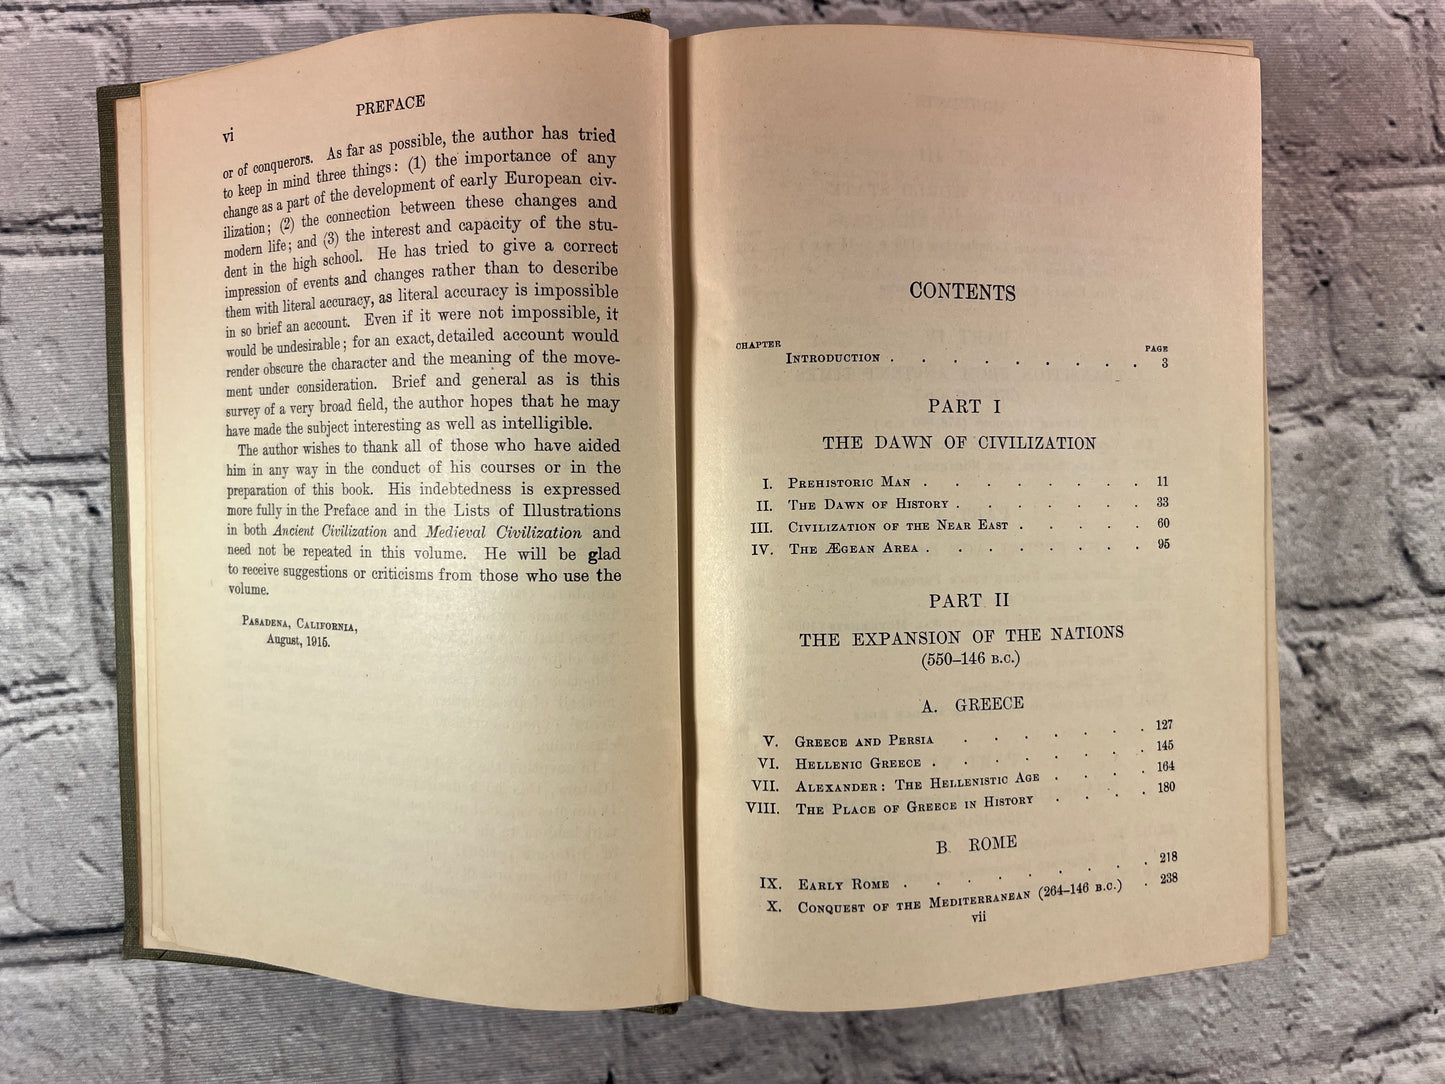 PREFACE
vi
or of conquerors. As far as possible, the author has tried
to keep in mind three things: (1) the importance of any
change as a part of the development of early European civ-
ilization; (2) the connection between these changes and
modern life; and (3) the interest and capacity of the stu-
dent in the high school. He has tried to give a correct
impression of events and changes rather than to describe
them with literal accuracy, as literal accuracy is impossible
in so brief an account. Even if it were not impossible, it
would be undesirable; for an exact, detailed account would
render obscure the character and the meaning of the move-
ment under consideration. Brief and general as is this
survey of a very broad field, the author hopes that he may
have made the subject interesting as well as intelligible.
The author wishes to thank all of those who have aided
him in any way in the conduct of his courses or in the
preparation of this book. His indebtedness is expressed
more fully in the Preface and in the Lists of Illustrations
in both Ancient Civilization and Medieval Civilization and
need not be repeated in this volume. He will be glad
to receive suggestions or criticisms from those who use the
volume.
PASADENA, CALIFORNIA,
August, 1915.
CONTENTS
CHAPTER PAGE
INTRODUCTION . . . . . . . . . 3
PART I
THE DAWN OF CIVILIZATION
I. PREHISTORIC MAN . . . . . . . . 11
II. THE DAWN OF HISTORY . . . . . . . 33
III. CIVILIZATION OF THE NEAR EAST . . . . . 60
IV. THE ÆGEAN AREA . . . . . . . . 95
PART II
THE EXPANSION OF THE NATIONS
(550–146 B.C.)
A. GREECE
V. GREECE AND PERSIA . . . . . . . 127
VI. HELLENIC GREECE . . . . . . . . 145
VII. ALEXANDER: THE HELLENISTIC AGE . . . . 164
VIII. THE PLACE OF GREECE IN HISTORY . . . . 180
B. ROME
IX. EARLY ROME . . . . . . . . . 218
X. CONQUEST OF THE MEDITERRANEAN (264–146 B.C.) . 238
vii